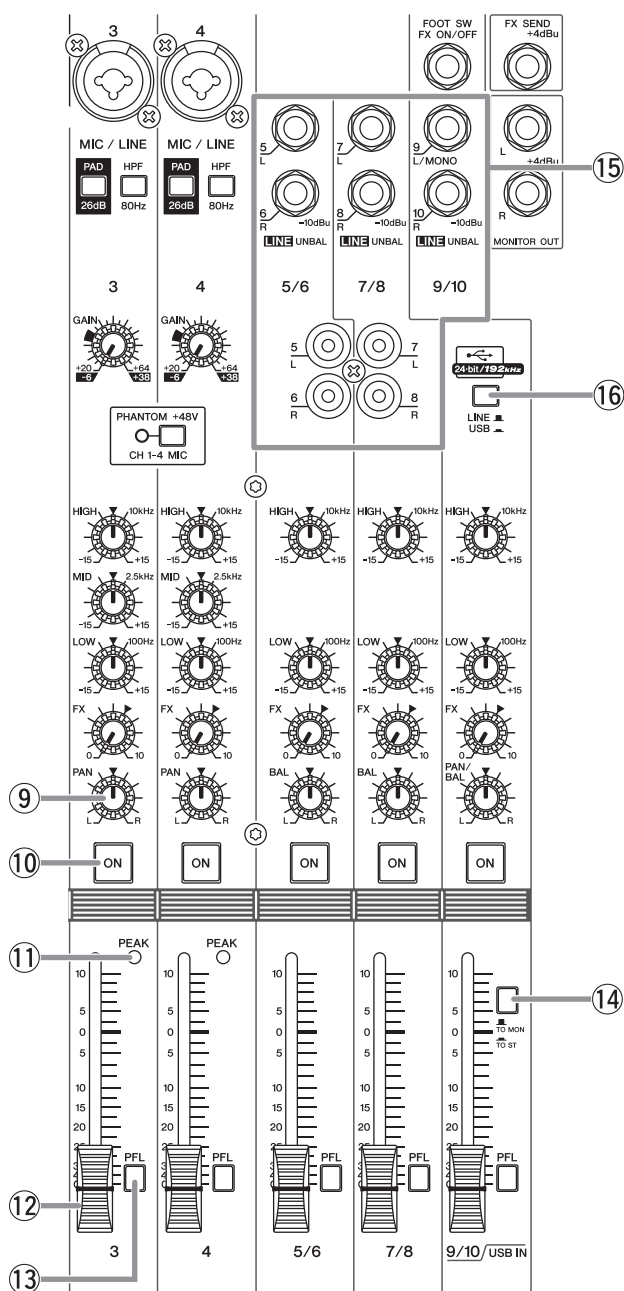 FOOT SW
FX ON/OFF
FX SEND
+4dBu
3
4
MIC / LINE
MIC / LINE
PAD
HPF
PAD
HPF
26dB
80Hz
26dB
80Hz
5
L
7
L
9
L/MONO
L
+4dBu
15
6
R
-10dBu
8
R
-10dBu
10
R
-10dBu
R
LINE UNBAL
LINE UNBAL
LINE UNBAL
MONITOR OUT
3
4
5/6
7/8
9/10
GAIN
GAIN
+20
+64
+20
+64
-6
+38
-6
+38
5
L
7
L
6
R
8
R
24-bit/192kHz
LINE
USB
16
PHANTOM +48V
CH 1-4 MIC
HIGH
10kHz
HIGH
10kHz
HIGH
10kHz
HIGH
10kHz
HIGH
10kHz
-15
+15
-15
+15
-15
+15
-15
+15
-15
+15
MID
2.5kHz
MID
2.5kHz
-15
+15
-15
+15
LOW
100Hz
LOW
100Hz
LOW
100Hz
LOW
100Hz
LOW
100Hz
-15
+15
-15
+15
-15
+15
-15
+15
-15
+15
FX
FX
FX
FX
FX
0
10
0
10
0
10
0
10
0
10
9
PAN
PAN
BAL
BAL
PAN/
BAL
L
R
L
R
L
R
L
R
L
R
10
ON
ON
ON
ON
ON
11
PEAK
PEAK
10
10
10
10
10
5
5
5
5
5
14
TO MON
TO ST
0
0
0
0
0
5
5
5
5
5
10
10
10
10
10
15
15
15
15
15
20
20
20
20
20
PFL
PFL
PFL
PFL
PFL
12
3
4
5/6
7/8
9/10 / USB IN
13